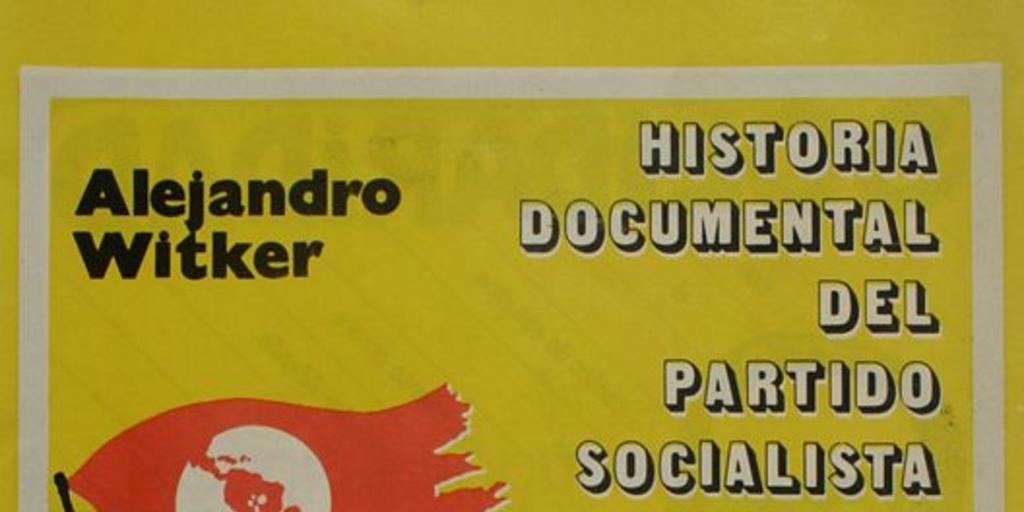 Alejandro
Witker
HISTORIA
DOCUMENTAL
DEL
PARTIDO
SOCIALISTA